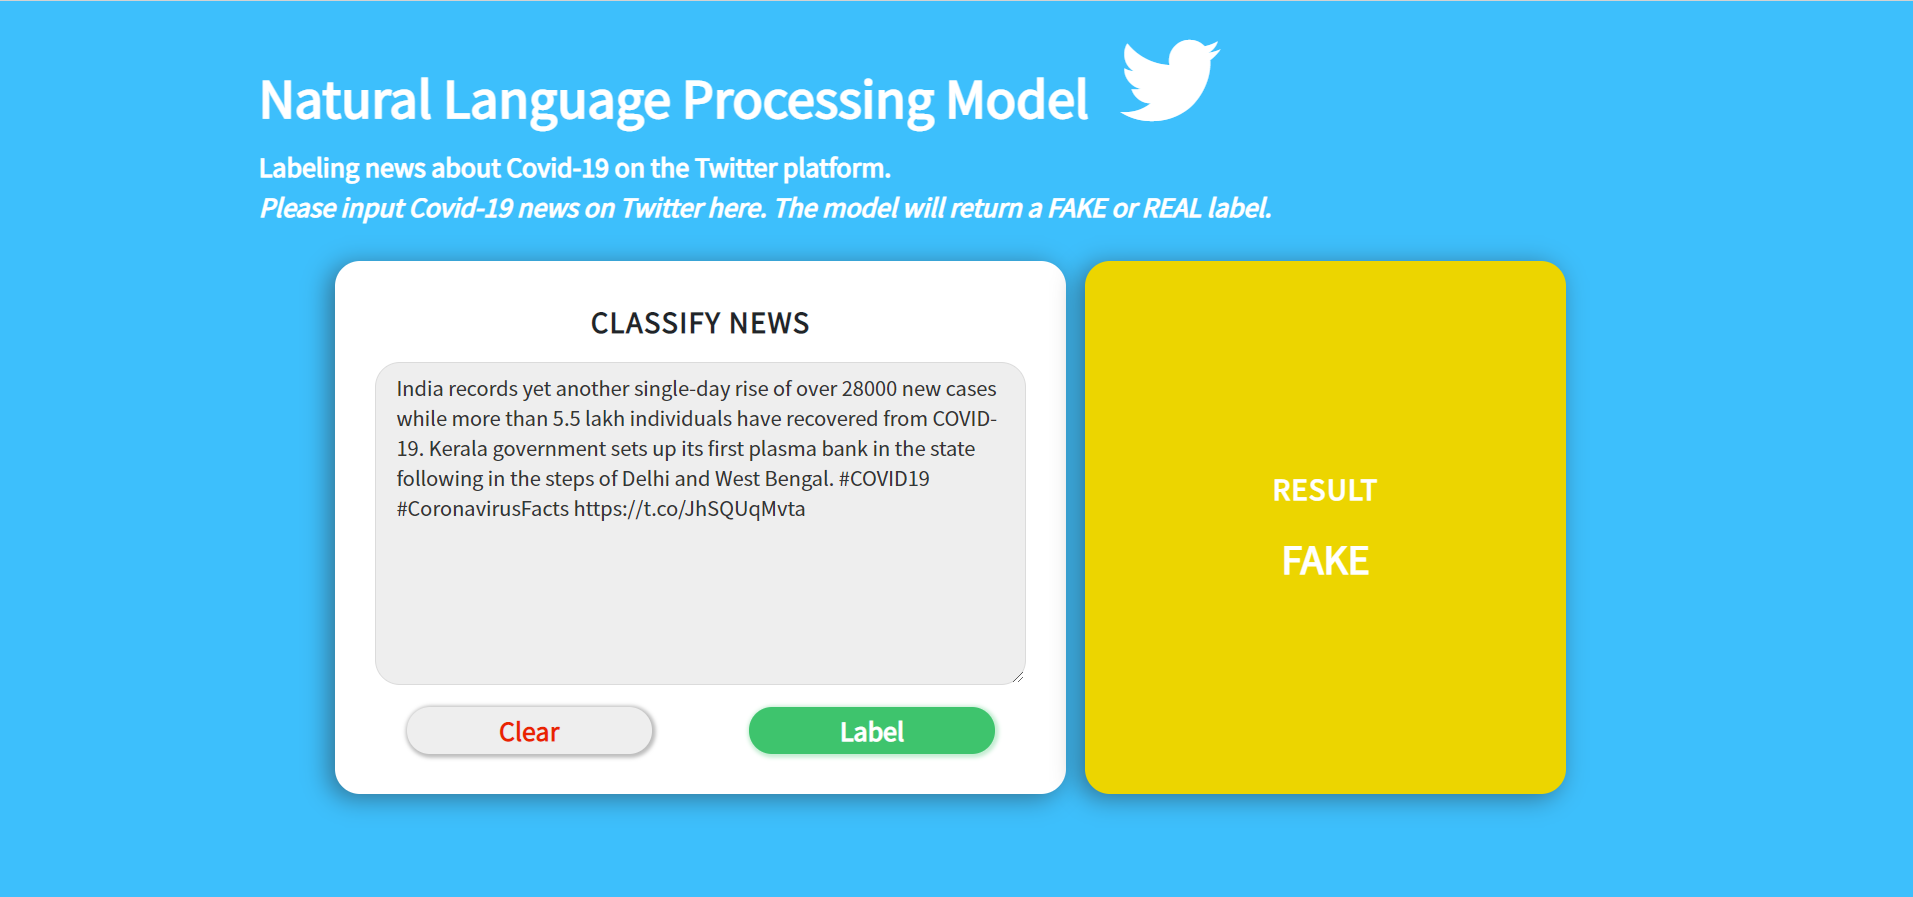 Natural Language Processing Model
Labeling news about Covid-19 on the Twitter platform.
Please input Covid-19 news on Twitter here. The model will return a FAKE or REAL label.
CLASSIFY NEWS
India records yet another single-day rise of over 28000 new cases
while more than 5.5 lakh individuals have recovered from COVID-
19. Kerala government sets up its first plasma bank in the state
following in the steps of Delhi and West Bengal. #COVID19
#CoronavirusFacts https://t.co/JhSQUqMvta
Clear
Label
RESULT
FAKE